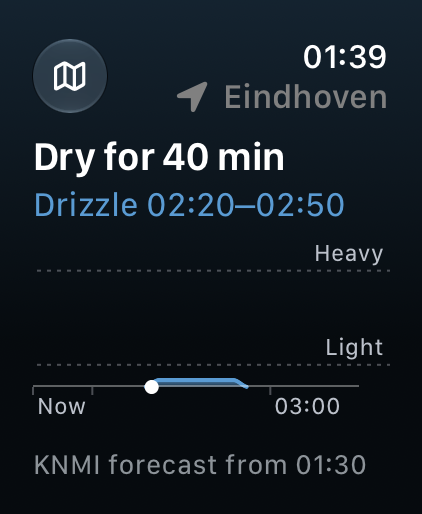 01:39
Eindhoven
Dry for 40 min
Drizzle 02:20–02:50
Heavy
Light
Now 03:00
KNMI forecast from 01:30